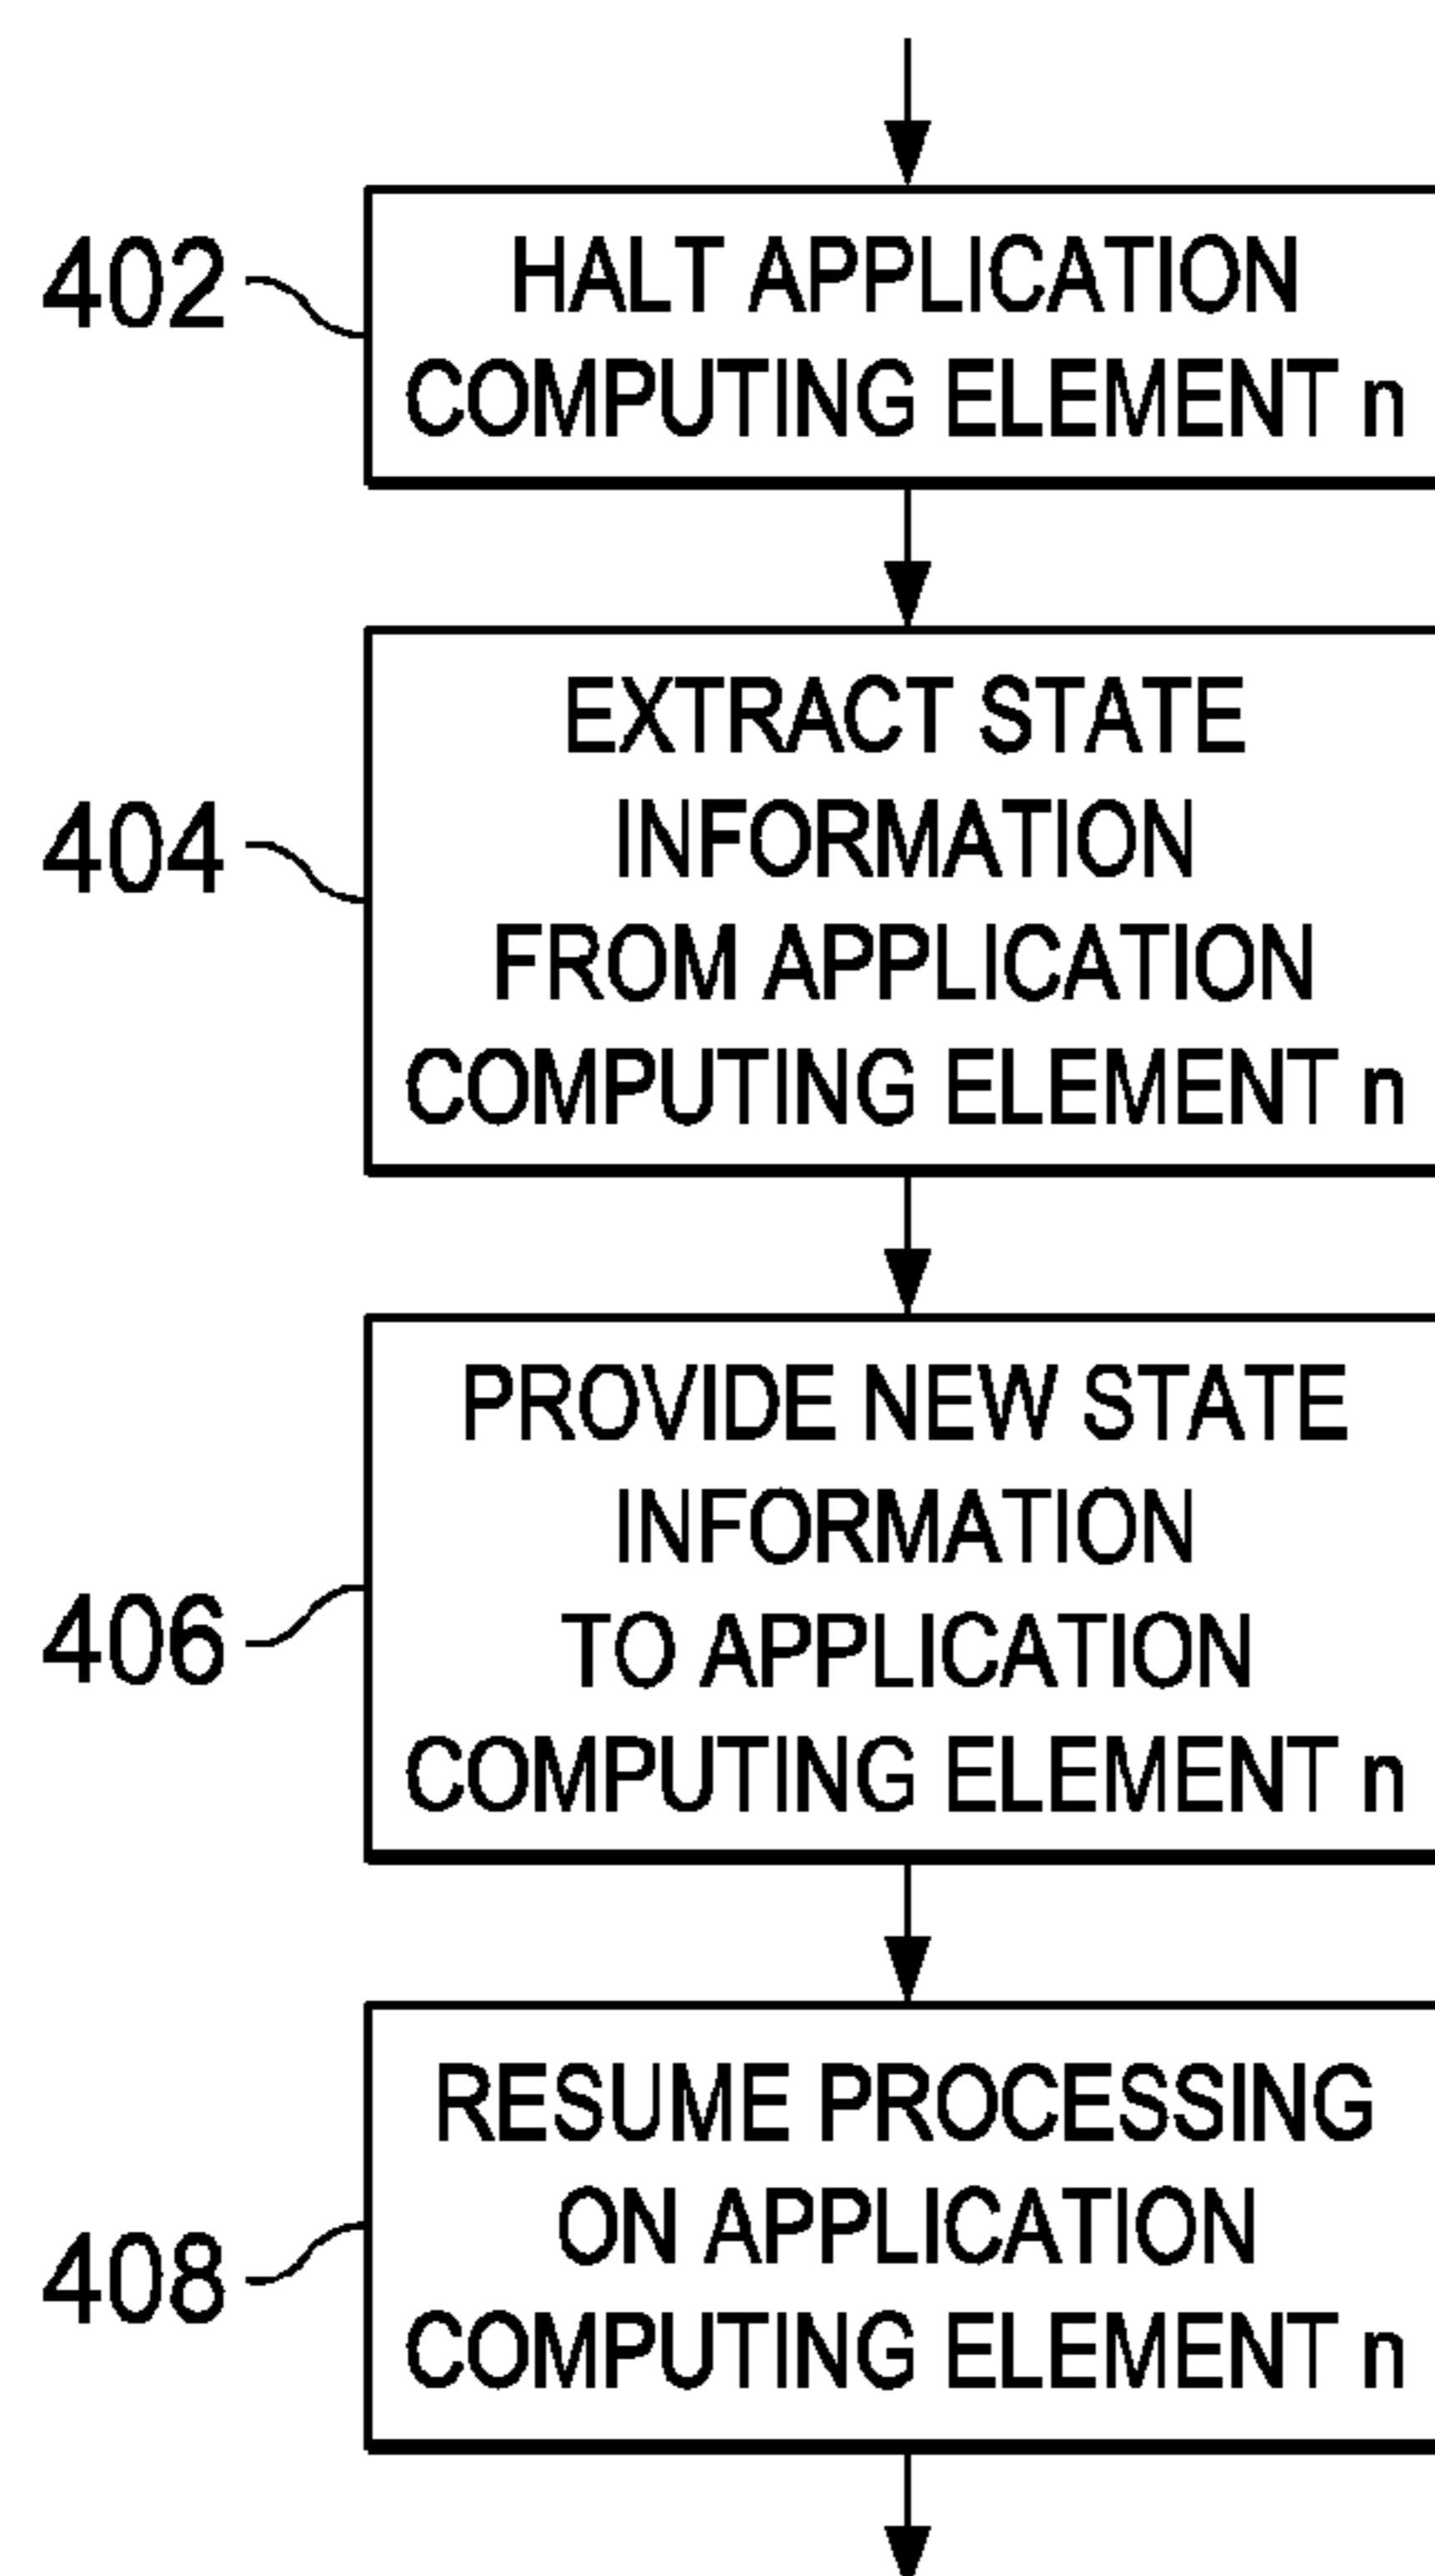 402
HALT APPLICATION
COMPUTING ELEMENT n
404
EXTRACT STATE
INFORMATION
FROM APPLICATION
COMPUTING ELEMENT n
406
PROVIDE NEW STATE
INFORMATION
TO APPLICATION
COMPUTING ELEMENT n
408
RESUME PROCESSING
ON APPLICATION
COMPUTING ELEMENT n